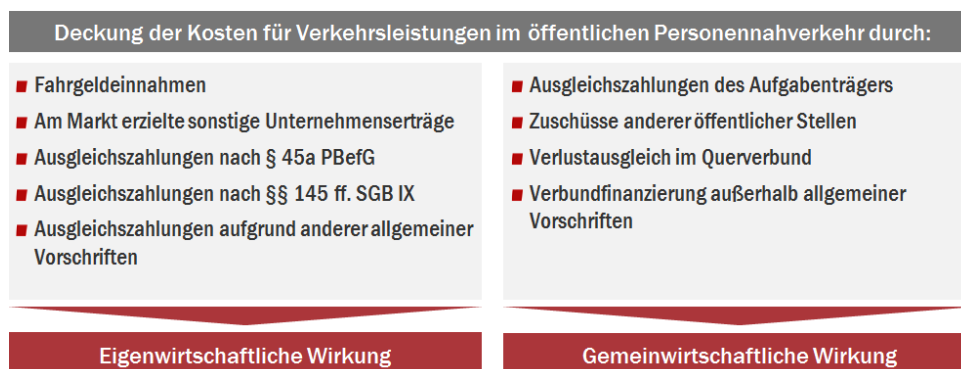 Deckung der Kosten für Verkehrsleistungen im öffentlichen Personennahverkehr durch:
Fahrgeldeinnahmen
Am Markt erzielte sonstige Unternehmenserträge
Ausgleichszahlungen nach § 45a PBefG
Ausgleichszahlungen nach §§ 145 ff. SGB IX
Ausgleichszahlungen aufgrund anderer allgemeiner
Vorschriften
Eigenwirtschaftliche Wirkung
Ausgleichszahlungen des Aufgabenträgers
Zuschüsse anderer öffentlicher Stellen
Verlustausgleich im Querverbund
Verbundfinanzierung außerhalb allgemeiner
Vorschriften
Gemeinwirtschaftliche Wirkung